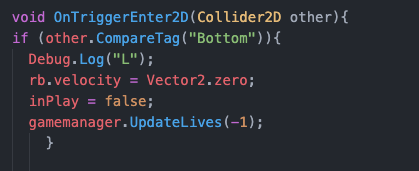 void OnTriggerEnter2D(Collider2D other){
if (other.CompareTag("Bottom")){
Debug.Log("L");
rb.velocity = Vector2.zero;
inPlay = false;
gamemanager.UpdateLives(-1);
}